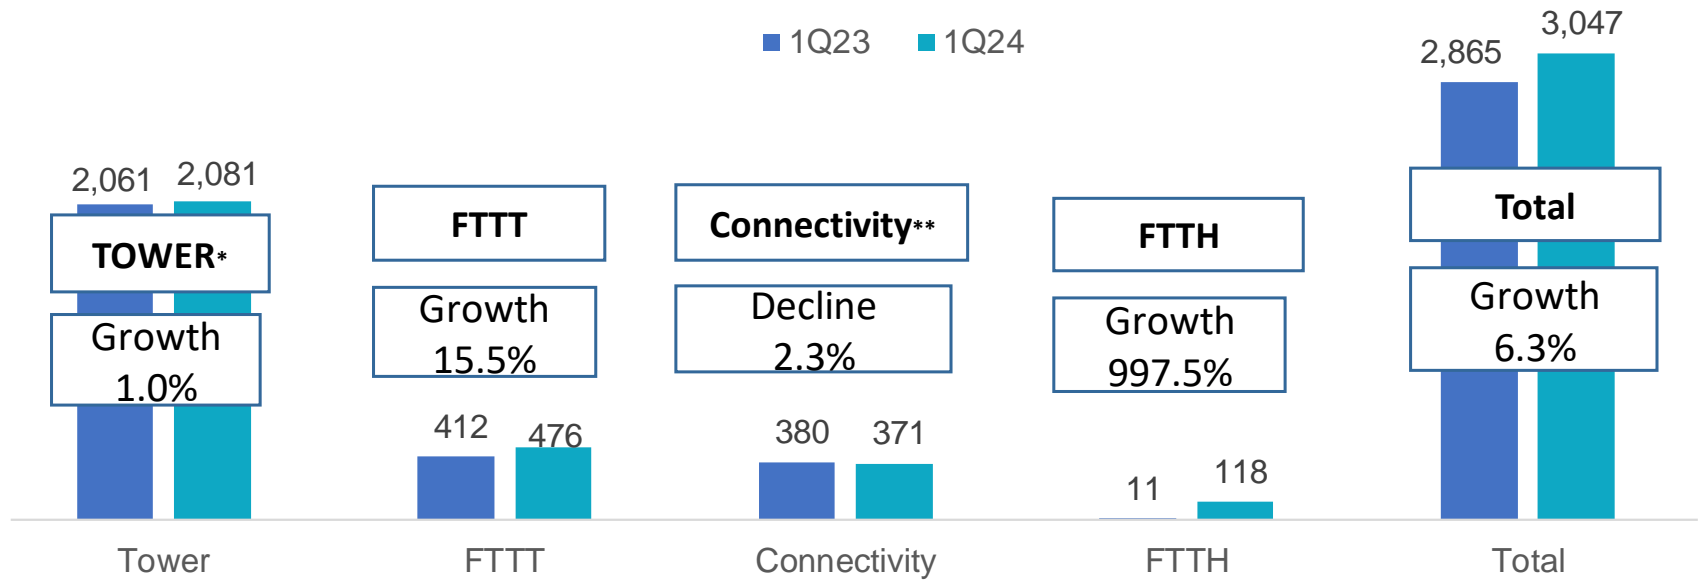 1Q23 1Q24
2,061 2,081
TOWER*
Growth
1.0%
Tower
412 476
FTTT
Growth
15.5%
FTTT
380 371
Connectivity**
Decline
2.3%
Connectivity
11 118
FTTH
Growth
997.5%
FTTH
2,865 3,047
Total
Growth
6.3%
Total